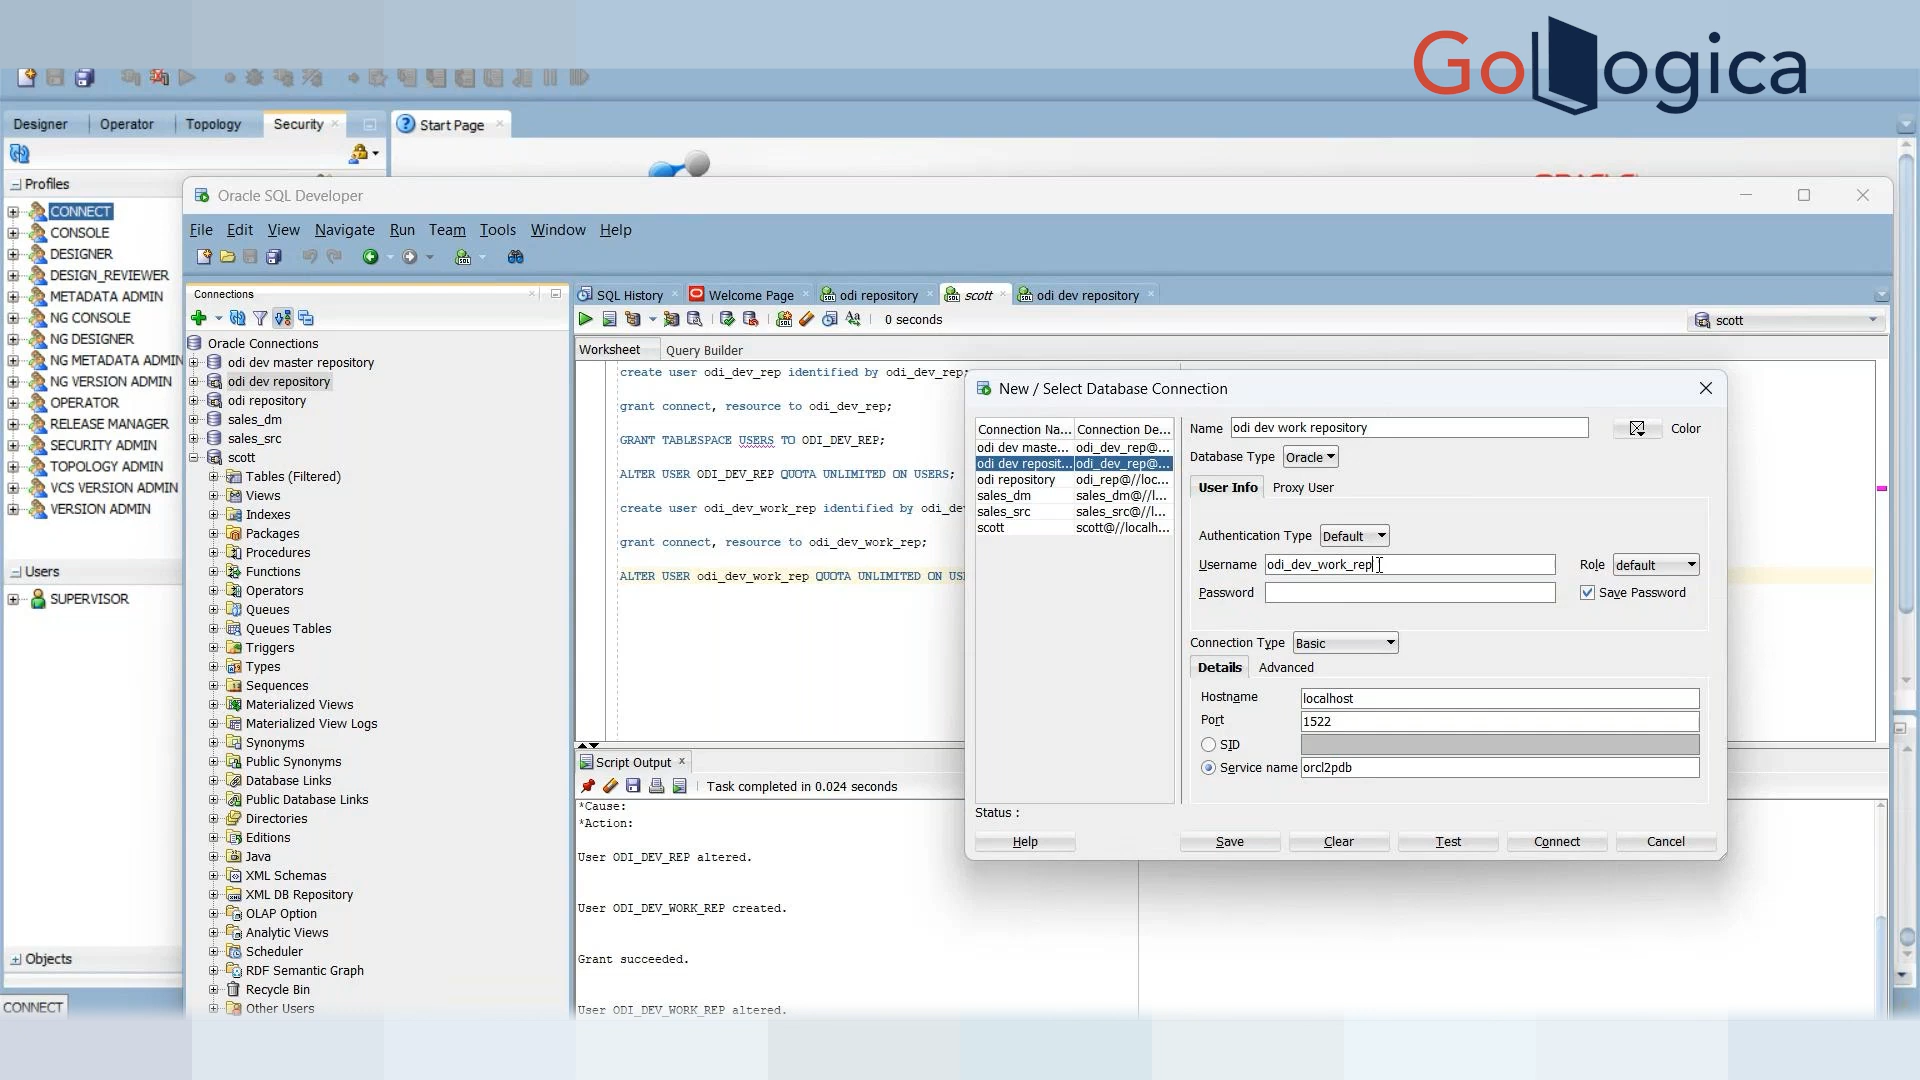 GoLogica
Designer
Operator
Topology
Security
Start Page
Profiles
CONNECT
CONSOLE
DESIGNER
DESIGN_REVIEWER
METADATA ADMIN
NG CONSOLE
NG DESIGNER
NG METADATA ADMIN
NG VERSION ADMIN
OPERATOR
RELEASE MANAGER
SECURITY ADMIN
TOPOLOGY ADMIN
VCS VERSION ADMIN
VERSION ADMIN
Users
SUPERVISOR
Objects
CONNECT
Oracle SQL Developer
File Edit View Navigate Run Team Tools Window Help
Connections
Oracle Connections
odi dev master repository
odi dev repository
odi repository
sales_dm
sales_src
scott
Tables (Filtered)
Views
Indexes
Packages
Procedures
Functions
Operators
Queues
Queues Tables
Triggers
Types
Sequences
Materialized Views
Materialized View Logs
Synonyms
Public Synonyms
Database Links
Public Database Links
Directories
Editions
Java
XML Schemas
XML DB Repository
OLAP Option
Analytic Views
Scheduler
RDF Semantic Graph
Recycle Bin
Other Users
SQL History
Welcome Page
odi repository
scott
odi dev repository
0 seconds
scott
Worksheet
Query Builder
create user odi_dev_rep identified by odi_dev_rep;
grant connect, resource to odi_dev_rep;
GRANT TABLESPACE USERS TO ODI_DEV_REP;
ALTER USER ODI_DEV_REP QUOTA UNLIMITED ON USERS;
create user odi_dev_work_rep identified by odi_de
grant connect, resource to odi_dev_work_rep;
ALTER USER odi_dev_work_rep QUOTA UNLIMITED ON US
Script Output
Task completed in 0.024 seconds
*Cause:
*Action:
User ODI_DEV_REP altered.
User ODI_DEV_WORK_REP created.
Grant succeeded.
User ODI_DEV_WORK_REP altered.
New / Select Database Connection
Connection Na... Connection De...
odi dev maste... odi_dev_rep@...
odi dev reposit... odi_dev_rep@...
odi repository odi_rep@//loc...
sales_dm sales_dm@//l...
sales_src sales_src@//l...
scott scott@//localh...
Name odi dev work repository Color
Database Type Oracle
User Info Proxy User
Authentication Type Default
Username odi_dev_work_rep Role default
Password Save Password
Connection Type Basic
Details Advanced
Hostname localhost
Port 1522
SID
Service name orcl2pdb
Status :
Help Save Clear Test Connect Cancel